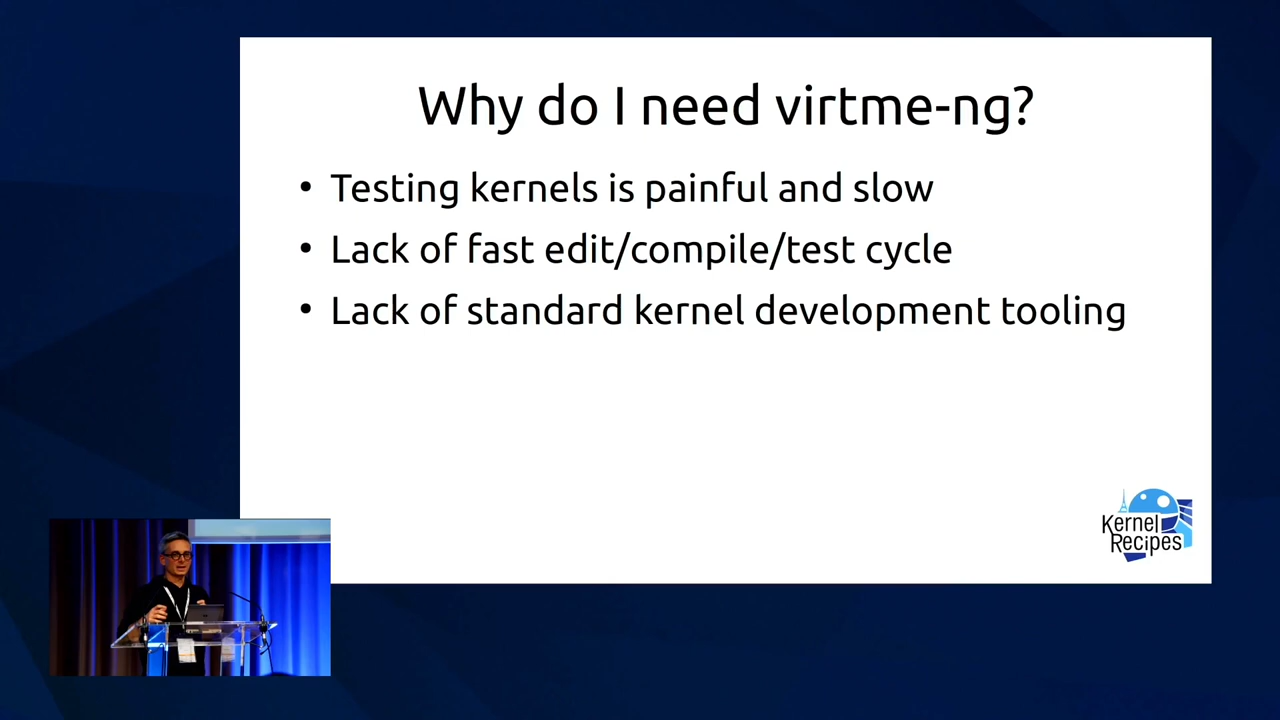 Why do I need virtme-ng?
• Testing kernels is painful and slow
• Lack of fast edit/compile/test cycle
• Lack of standard kernel development tooling
Kernel
Recipes